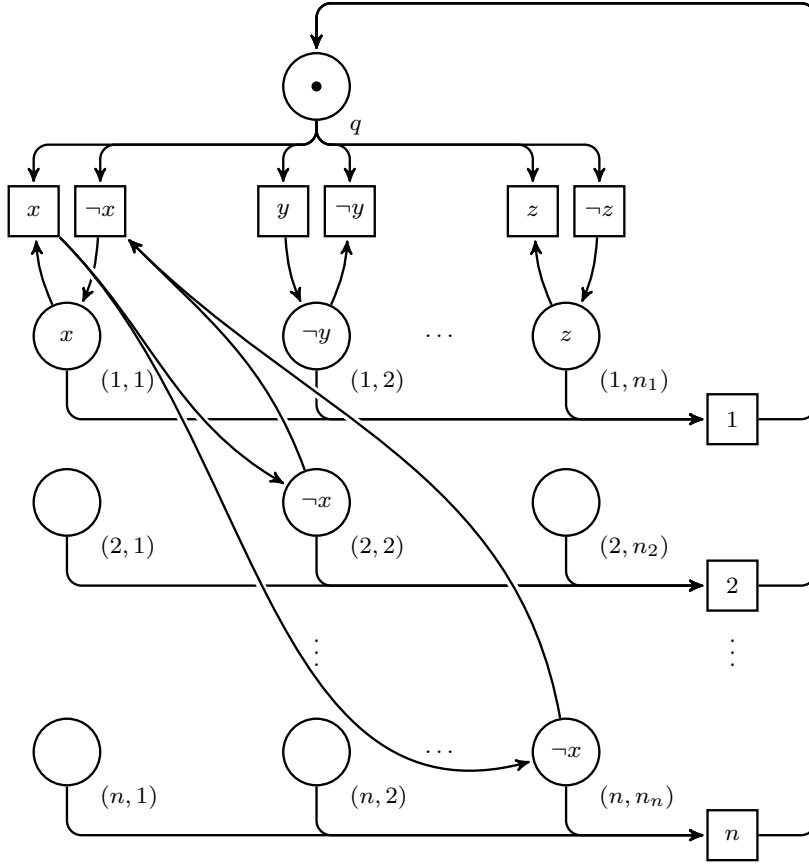 q
x ¬x y ¬y z ¬z
x ¬y ⋯ z
(1, 1) (1, 2) (1, n₁)
1
¬x
(2, 1) (2, 2) (2, n₂)
2
⋮ ⋮
⋯ ¬x
(n, 1) (n, 2) (n, nₙ)
n